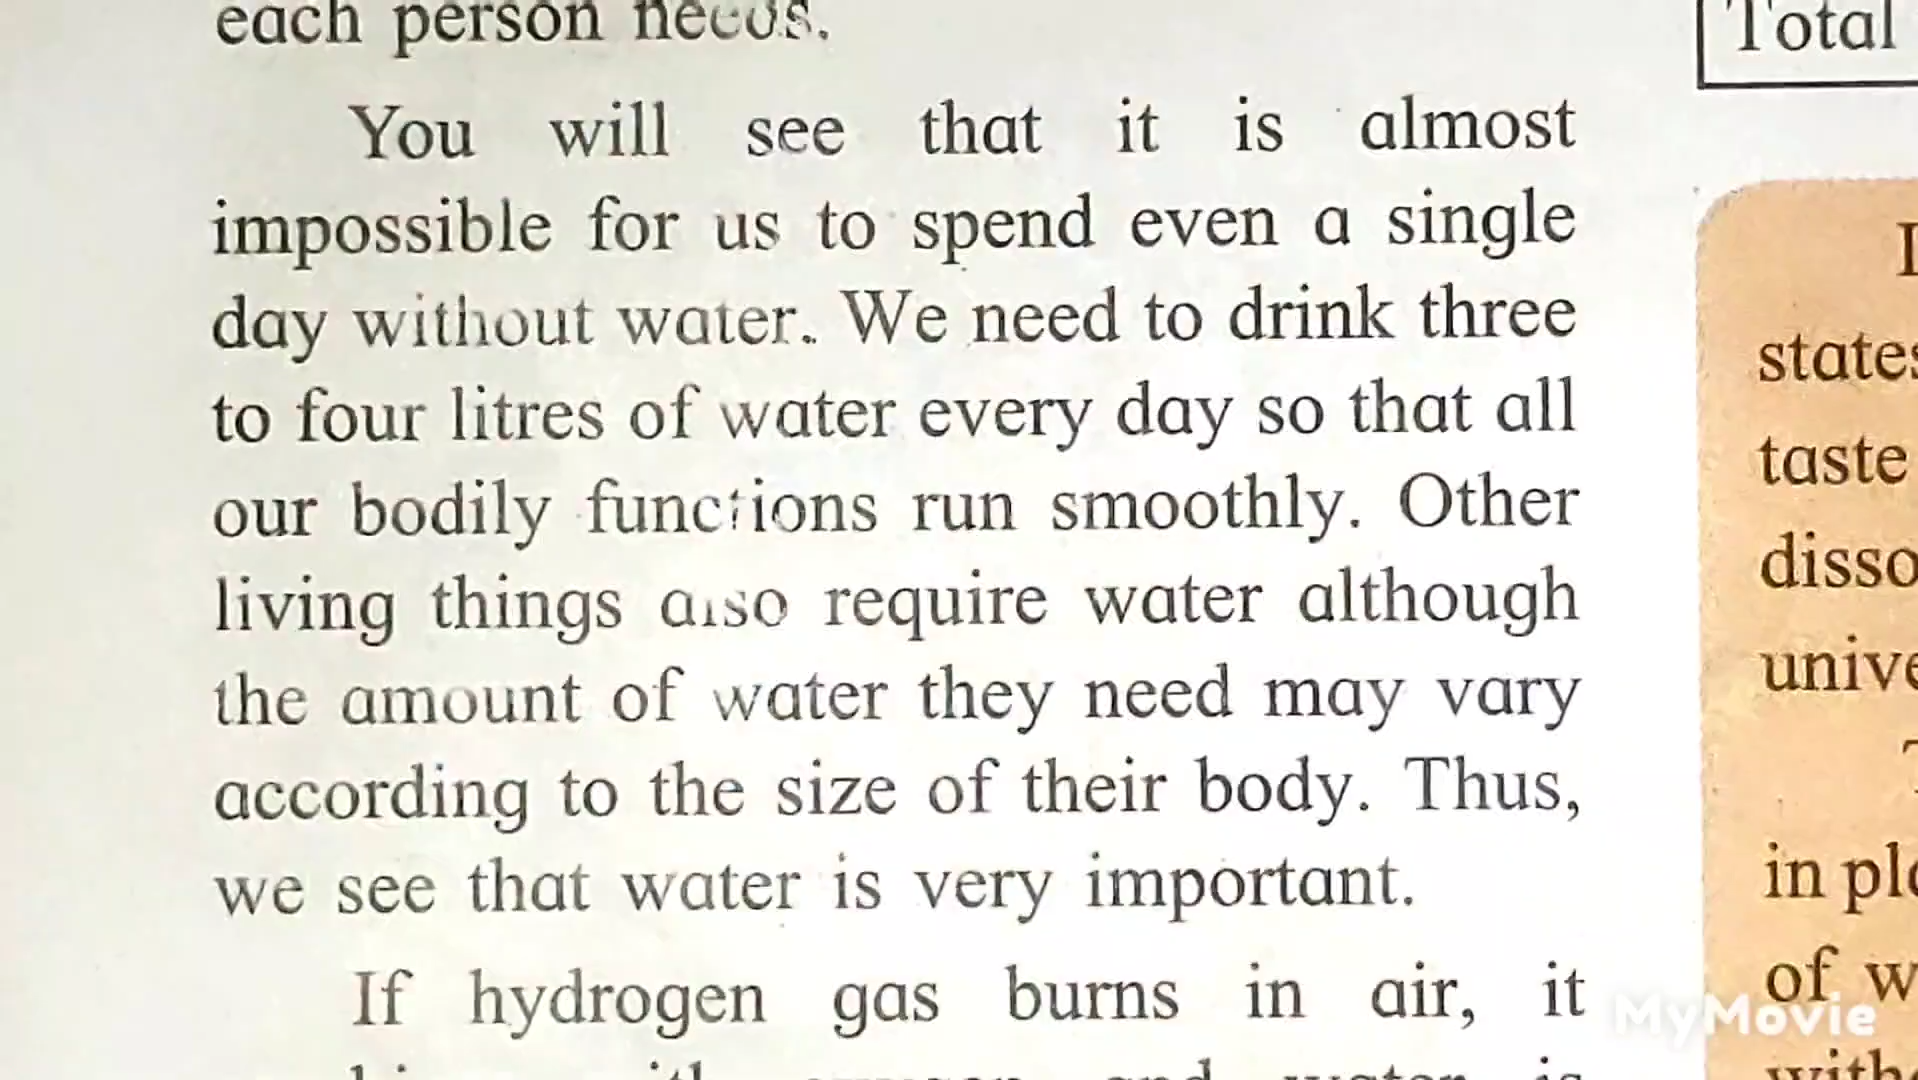 each person needs.
You will see that it is almost
impossible for us to spend even a single
day without water. We need to drink three
to four litres of water every day so that all
our bodily functions run smoothly. Other
living things also require water although
the amount of water they need may vary
according to the size of their body. Thus,
we see that water is very important.
If hydrogen gas burns in air, it
Total
states
taste
in
of
MyMovie